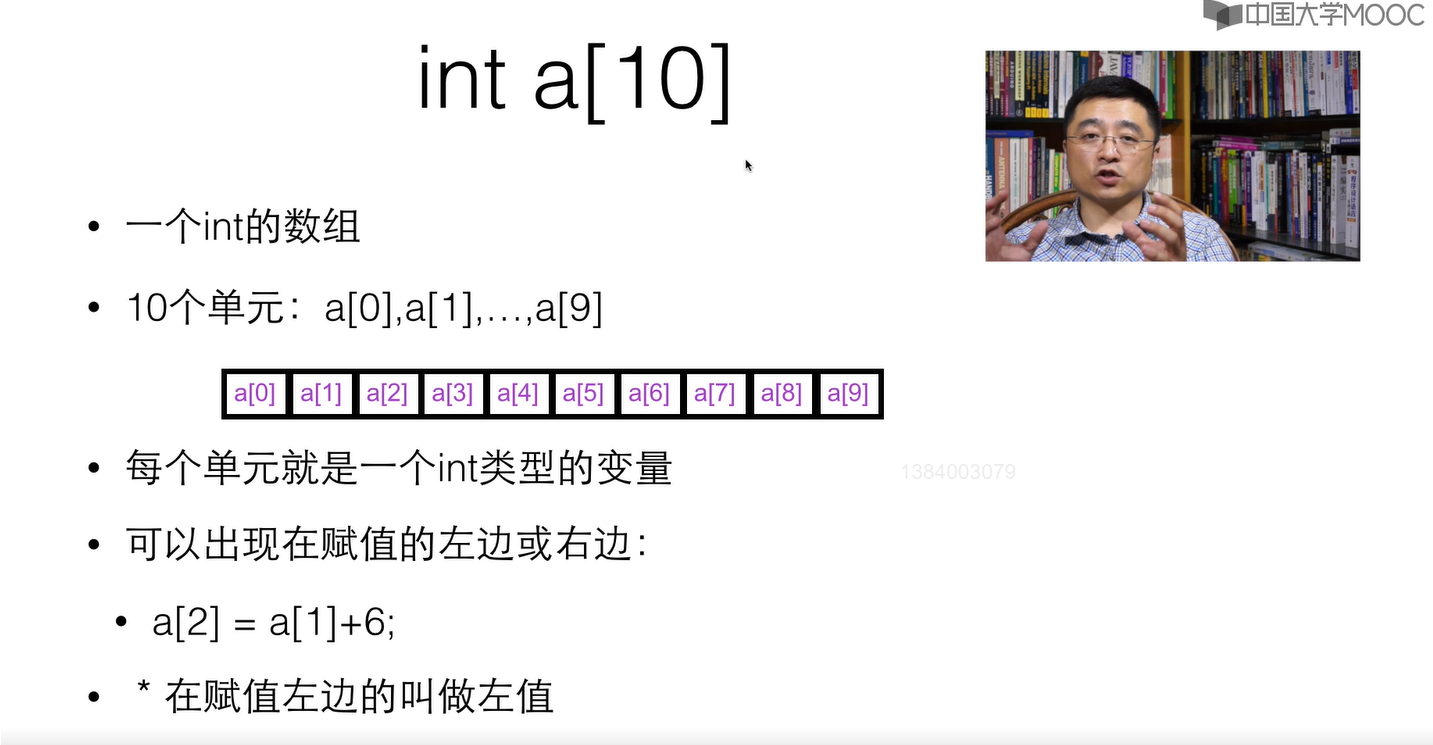 中国大学MOOC
int a[10]
• 一个int的数组
• 10个单元：a[0],a[1],…,a[9]
a[0] a[1] a[2] a[3] a[4] a[5] a[6] a[7] a[8] a[9]
• 每个单元就是一个int类型的变量
1384003079
• 可以出现在赋值的左边或右边：
• a[2] = a[1]+6;
• * 在赋值左边的叫做左值